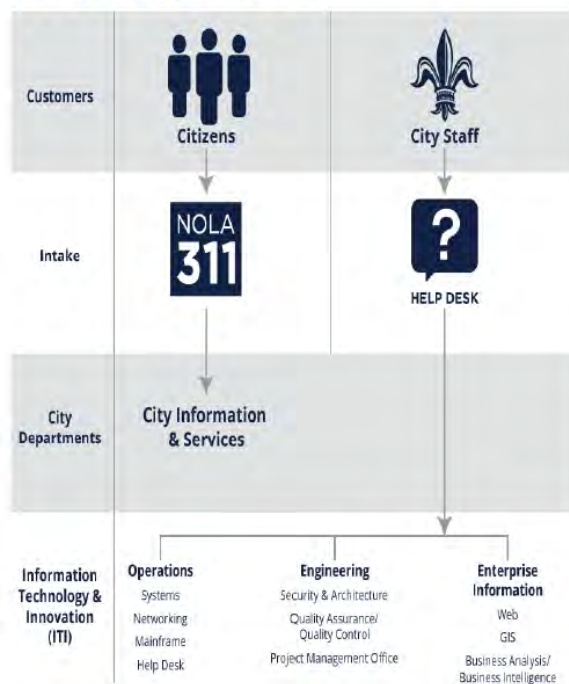 Customers
Citizens
City Staff
Intake
NOLA
311
?
HELP DESK
City
Departments
City Information
& Services
Information
Technology &
Innovation
(ITI)
Operations
Systems
Networking
Mainframe
Help Desk
Engineering
Security & Architecture
Quality Assurance/
Quality Control
Project Management Office
Enterprise
Information
Web
GIS
Business Analysis/
Business Intelligence